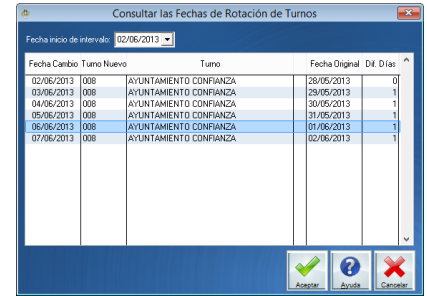 Consultar las Fechas de Rotación de Turnos
Fecha inicio de intervalo: 02/06/2013
Fecha Cambio Turno Nuevo Turno Fecha Original Dif. Días
02/06/2013 008 AYUNTAMIENTO CONFIANZA 28/05/2013 0
03/06/2013 008 AYUNTAMIENTO CONFIANZA 29/05/2013 1
04/06/2013 008 AYUNTAMIENTO CONFIANZA 30/05/2013 1
05/06/2013 008 AYUNTAMIENTO CONFIANZA 31/05/2013 1
06/06/2013 008 AYUNTAMIENTO CONFIANZA 01/06/2013 1
07/06/2013 008 AYUNTAMIENTO CONFIANZA 02/06/2013 1
Aceptar Ayuda Cancelar